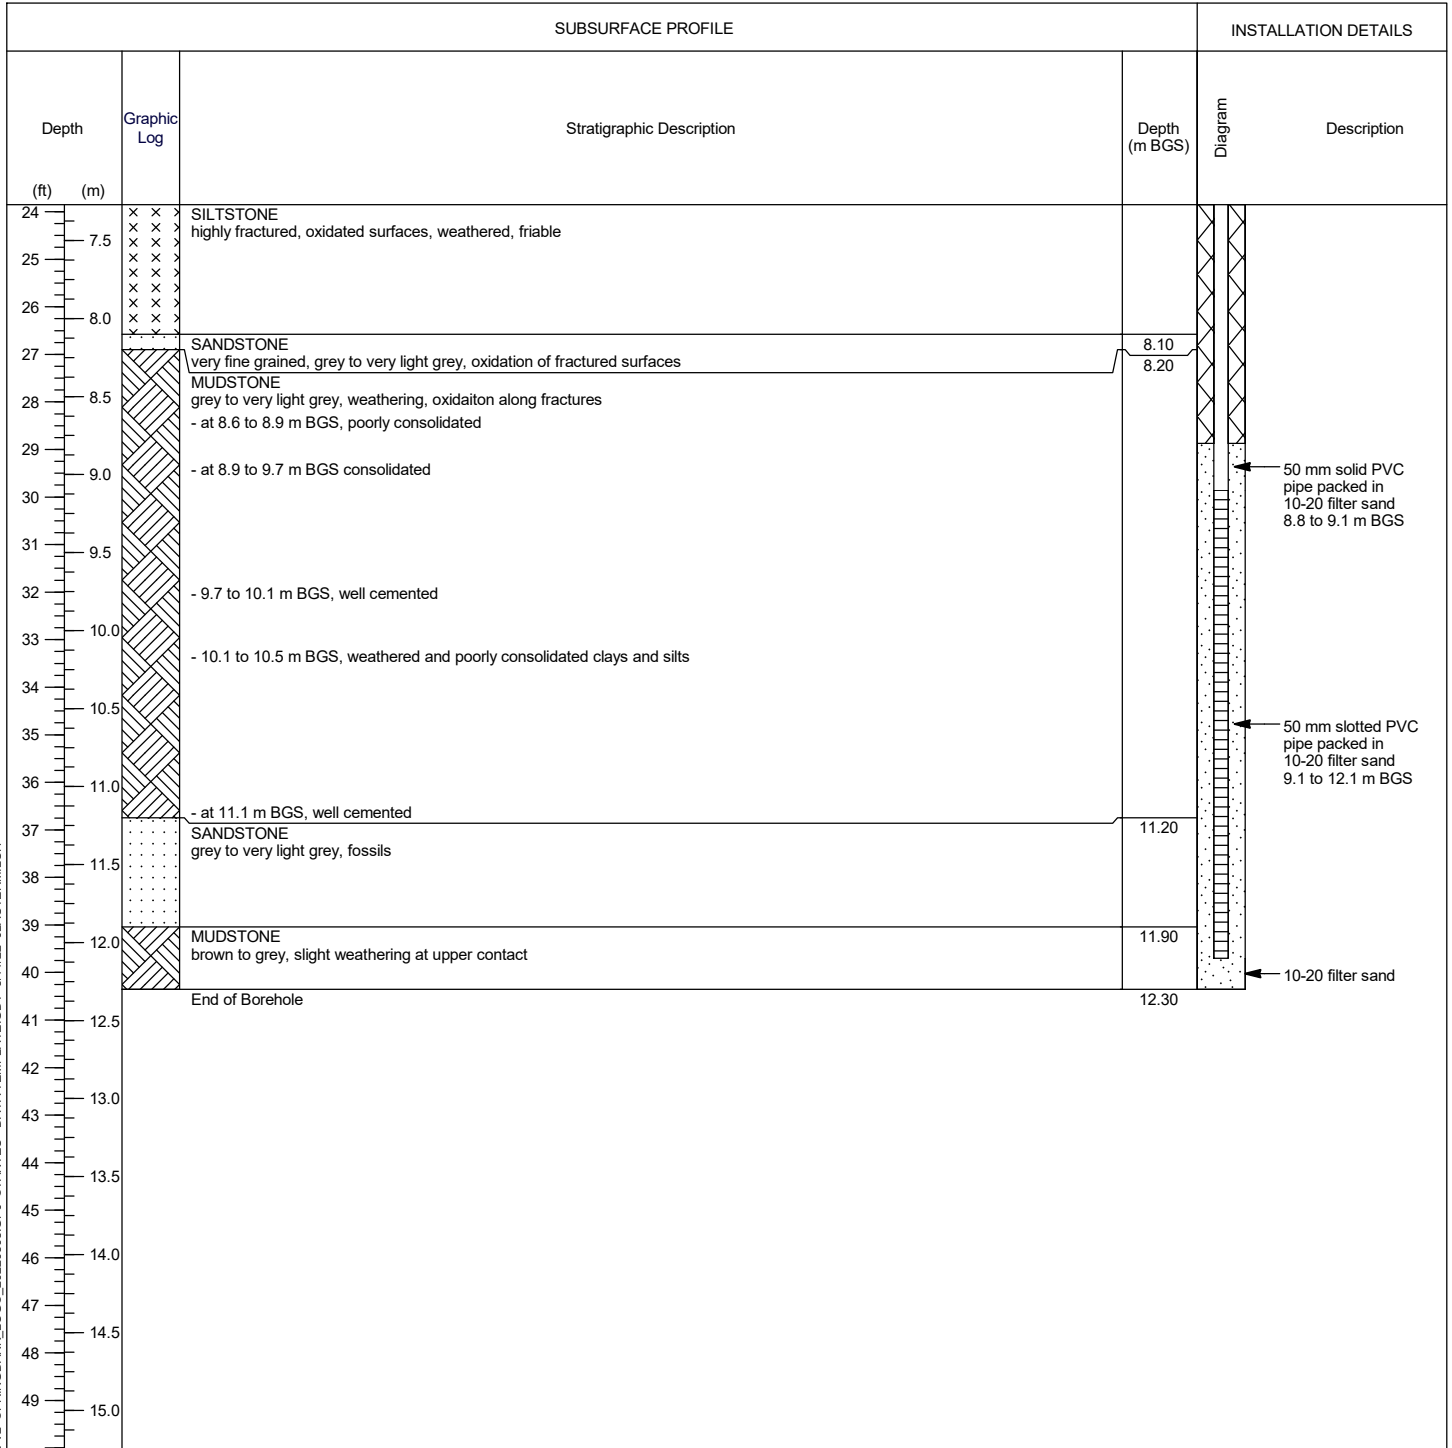 SUBSURFACE PROFILE
INSTALLATION DETAILS
Depth
Graphic
Log
Stratigraphic Description
Depth
(m BGS)
Diagram
Description
(ft) (m)
24
7.5
25
26
8.0
27
28
8.5
29
9.0
30
31
9.5
32
33
10.0
34
10.5
35
36
11.0
37
11.5
38
39
12.0
40
41
12.5
42
13.0
43
44
13.5
45
46
14.0
47
14.5
48
49
15.0
SILTSTONE
highly fractured, oxidated surfaces, weathered, friable
SANDSTONE
very fine grained, grey to very light grey, oxidation of fractured surfaces
MUDSTONE
grey to very light grey, weathering, oxidaiton along fractures
- at 8.6 to 8.9 m BGS, poorly consolidated
- at 8.9 to 9.7 m BGS consolidated
- 9.7 to 10.1 m BGS, well cemented
- 10.1 to 10.5 m BGS, weathered and poorly consolidated clays and silts
- at 11.1 m BGS, well cemented
SANDSTONE
grey to very light grey, fossils
MUDSTONE
brown to grey, slight weathering at upper contact
End of Borehole
8.10
8.20
11.20
11.90
12.30
50 mm solid PVC
pipe packed in
10-20 filter sand
8.8 to 9.1 m BGS
50 mm slotted PVC
pipe packed in
10-20 filter sand
9.1 to 12.1 m BGS
10-20 filter sand